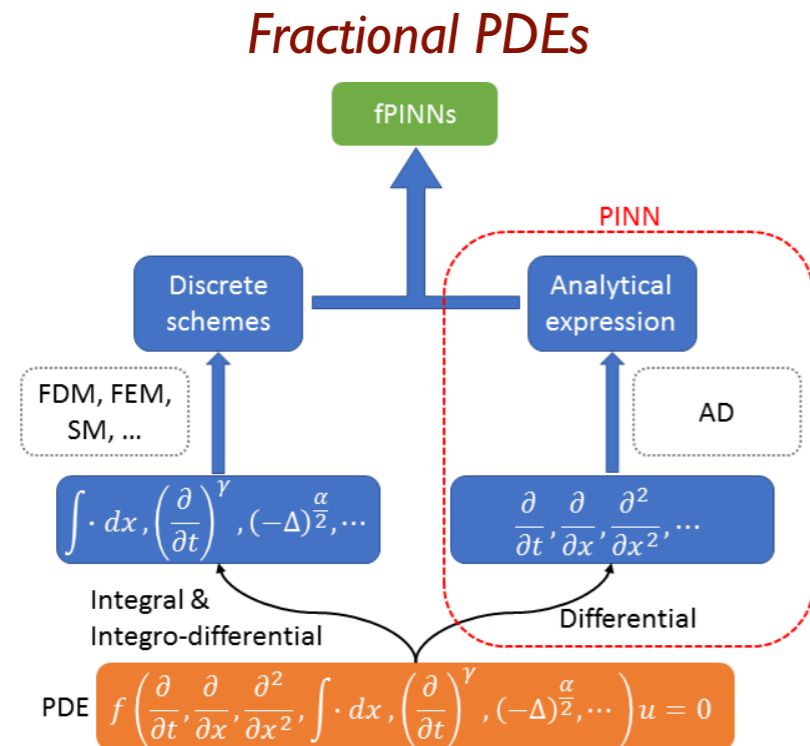 Fractional PDEs
fPINNs
PINN
Discrete
schemes
Analytical
expression
FDM, FEM,
SM, ...
AD
∫ · dx, (∂/∂t)^γ, (−Δ)^(α/2), ⋯
∂/∂t, ∂/∂x, ∂²/∂x², ...
Integral &
Integro-differential
Differential
PDE f(∂/∂t, ∂/∂x, ∂²/∂x², ∫ · dx, (∂/∂t)^γ, (−Δ)^(α/2), ⋯) u = 0